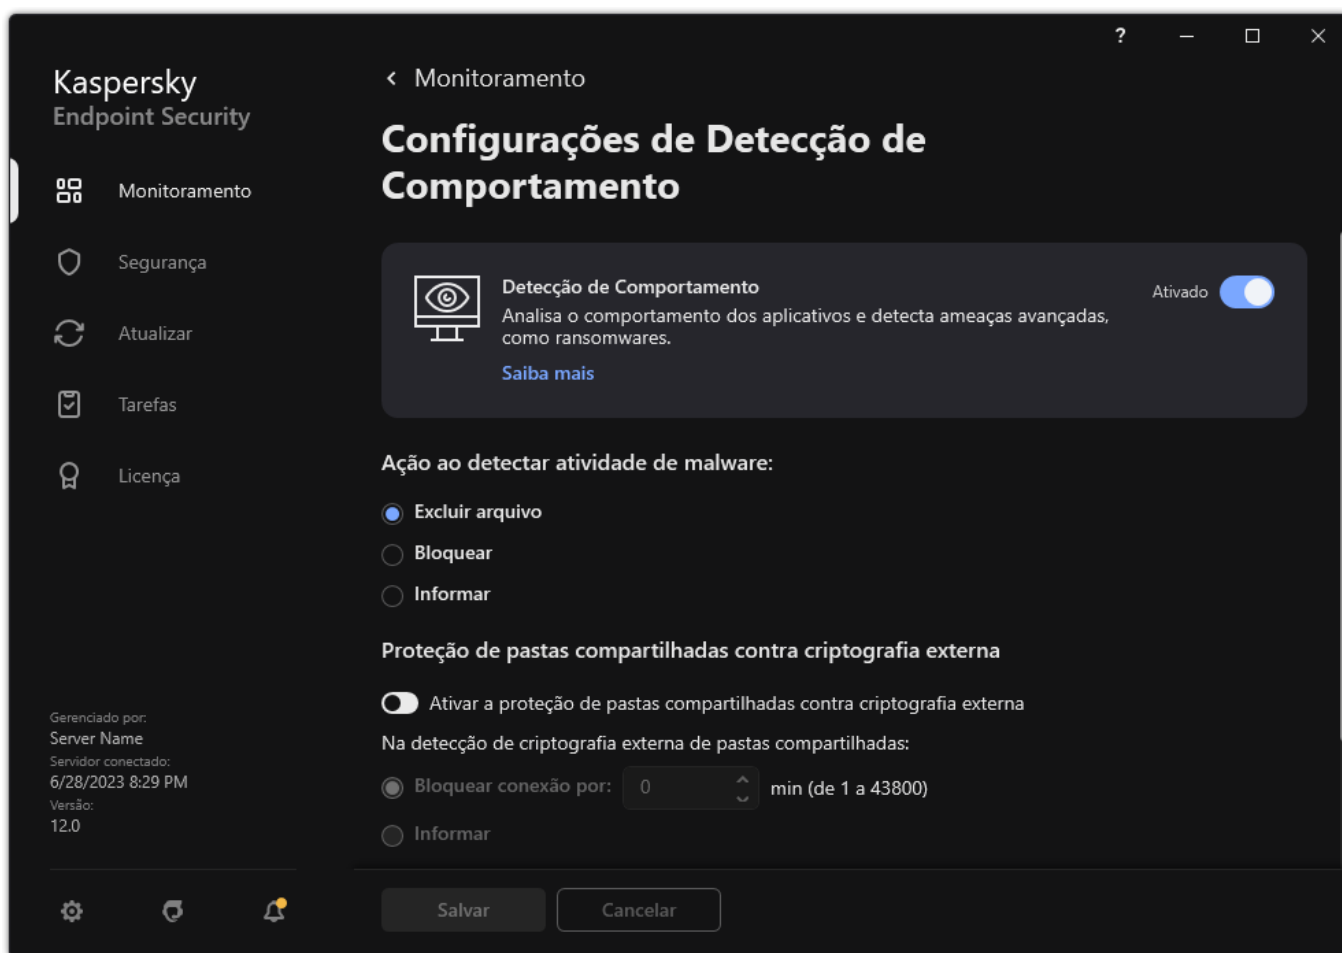 ?
Kaspersky
Endpoint Security
Monitoramento
Segurança
Atualizar
Tarefas
Licença
Gerenciado por:
Server Name
Servidor conectado:
6/28/2023 8:29 PM
Versão:
12.0
Monitoramento
Configurações de Detecção de
Comportamento
Detecção de Comportamento
Ativado
Analisa o comportamento dos aplicativos e detecta ameaças avançadas,
como ransomwares.
Saiba mais
Ação ao detectar atividade de malware:
Excluir arquivo
Bloquear
Informar
Proteção de pastas compartilhadas contra criptografia externa
Ativar a proteção de pastas compartilhadas contra criptografia externa
Na detecção de criptografia externa de pastas compartilhadas:
Bloquear conexão por: 0 min (de 1 a 43800)
Informar
Salvar Cancelar